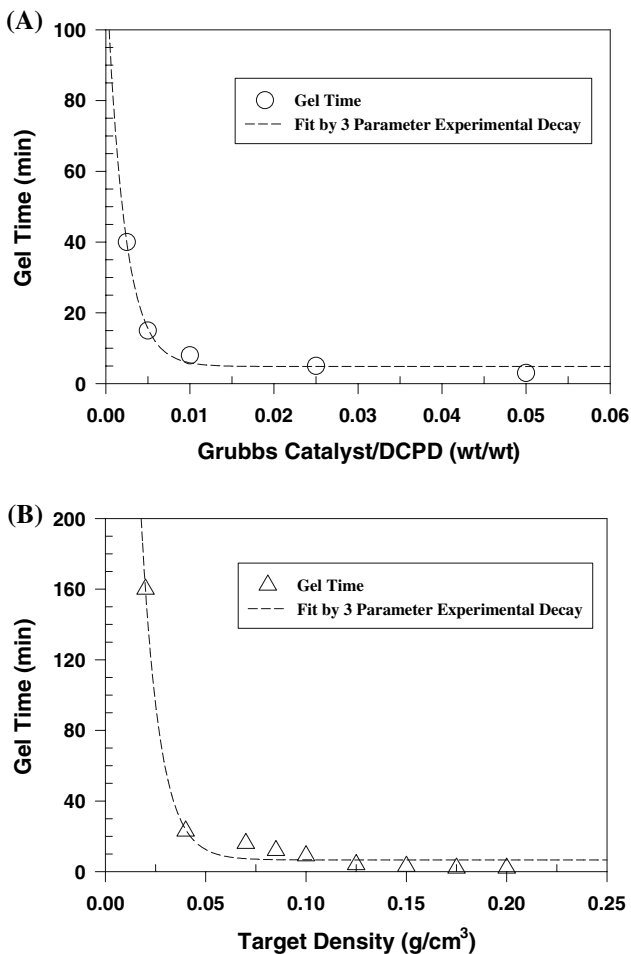 (A)
100
80
60
40
20
0
Gel Time (min)
Gel Time
Fit by 3 Parameter Experimental Decay
0.00 0.01 0.02 0.03 0.04 0.05 0.06
Grubbs Catalyst/DCPD (wt/wt)
(B)
200
160
120
80
40
0
Gel Time (min)
Gel Time
Fit by 3 Parameter Experimental Decay
0.00 0.05 0.10 0.15 0.20 0.25
Target Density (g/cm³)